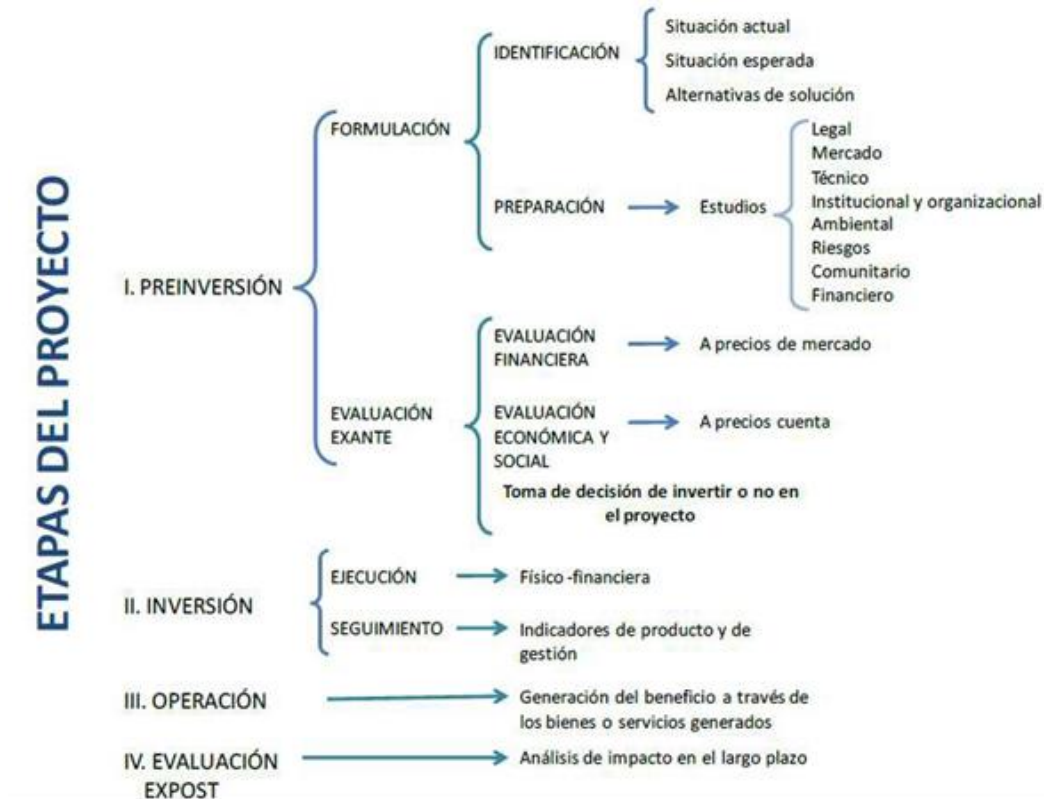 ETAPAS DEL PROYECTO
I. PREINVERSIÓN
FORMULACIÓN
IDENTIFICACIÓN
Situación actual
Situación esperada
Alternativas de solución
PREPARACIÓN
Estudios
Legal
Mercado
Técnico
Institucional y organizacional
Ambiental
Riesgos
Comunitario
Financiero
EVALUACIÓN
EXANTE
EVALUACIÓN
FINANCIERA
A precios de mercado
EVALUACIÓN
ECONÓMICA Y
SOCIAL
A precios cuenta
Toma de decisión de invertir o no en
el proyecto
II. INVERSIÓN
EJECUCIÓN
Físico -financiera
SEGUIMIENTO
Indicadores de producto y de
gestión
III. OPERACIÓN
Generación del beneficio a través de
los bienes o servicios generados
IV. EVALUACIÓN
EXPOST
Análisis de impacto en el largo plazo